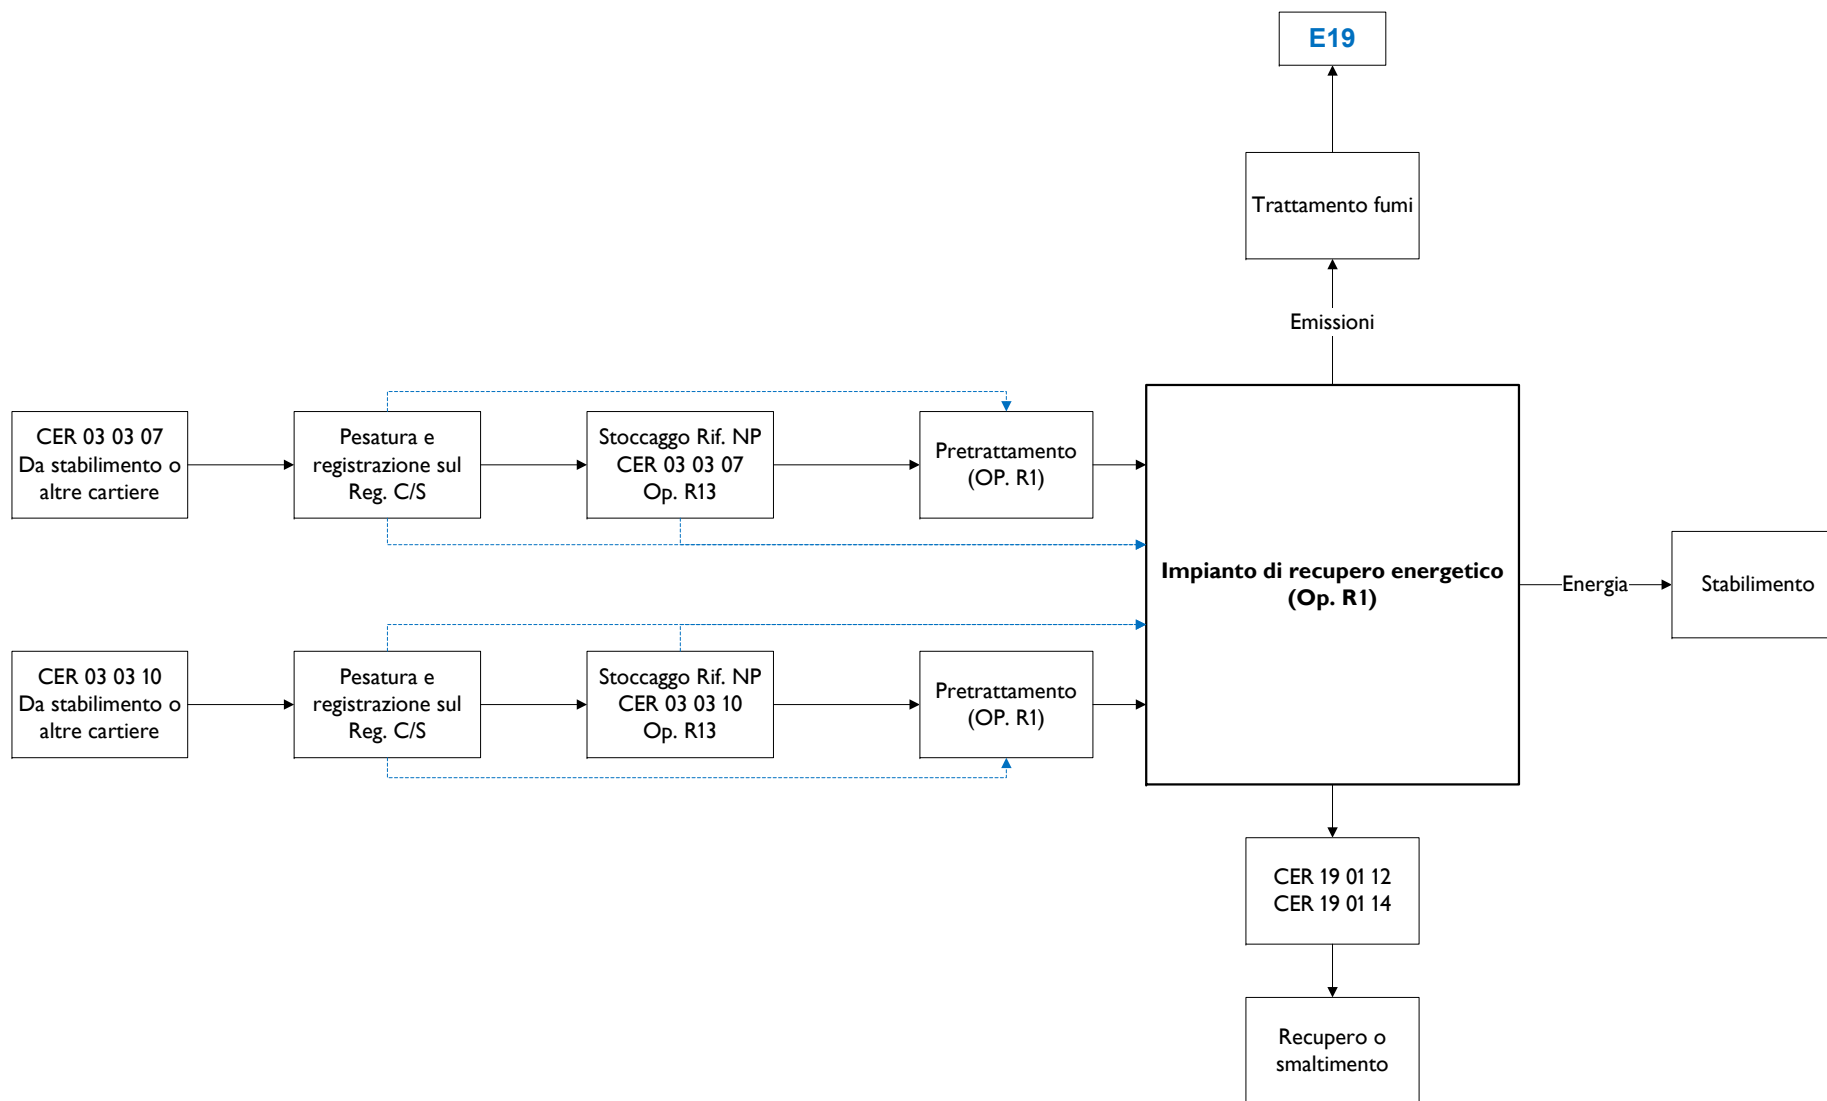 E19
Trattamento fumi
Emissioni
CER 03 03 07
Da stabilimento o
altre cartiere
Pesatura e
registrazione sul
Reg. C/S
Stoccaggo Rif. NP
CER 03 03 07
Op. R13
Pretrattamento
(OP. R1)
Impianto di recupero energetico
(Op. R1)
Energia
Stabilimento
CER 03 03 10
Da stabilimento o
altre cartiere
Pesatura e
registrazione sul
Reg. C/S
Stoccaggo Rif. NP
CER 03 03 10
Op. R13
Pretrattamento
(OP. R1)
CER 19 01 12
CER 19 01 14
Recupero o
smaltimento